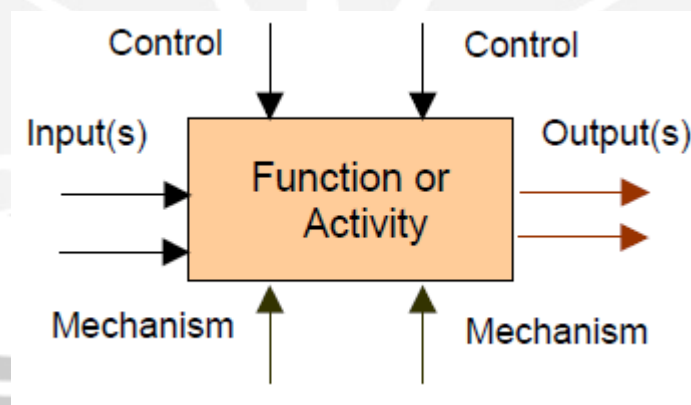 Control
Control
Input(s)
Output(s)
Function or
Activity
Mechanism
Mechanism